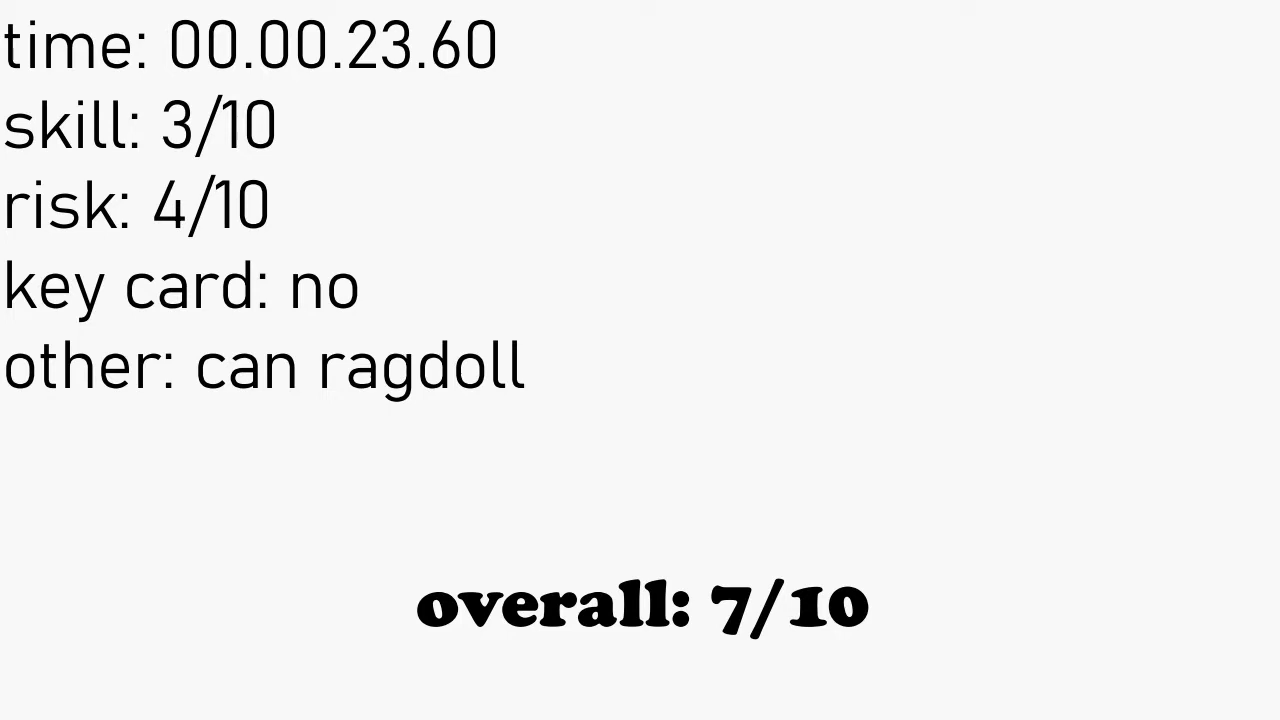 time: 00.00.23.60
skill: 3/10
risk: 4/10
key card: no
other: can ragdoll
overall: 7/10